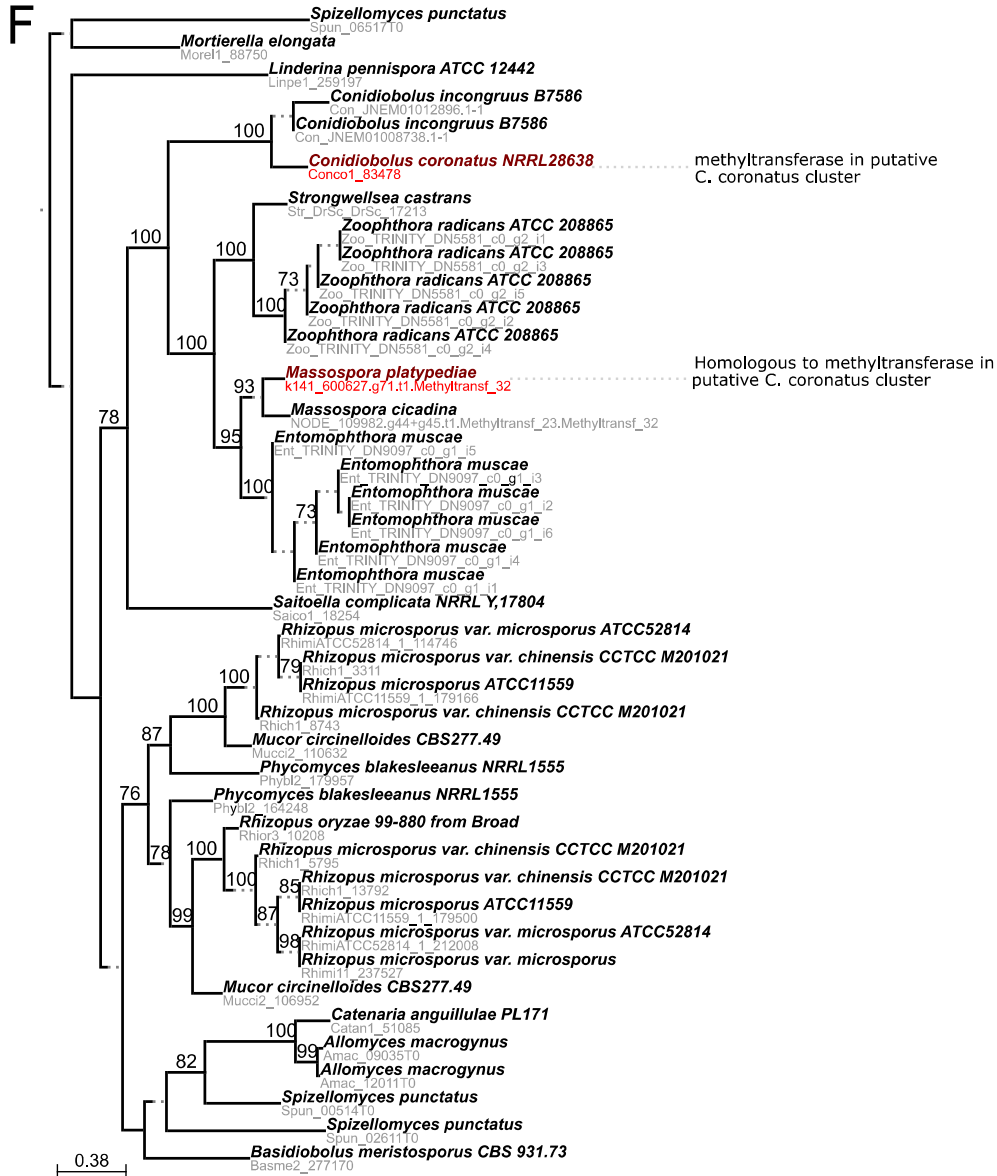 F
Spizellomyces punctatus
Spun_06517T0
Mortierella elongata
Morel1_88750
Linderina pennispora ATCC 12442
Linpe1_259197
Conidiobolus incongruus B7586
Con_JNEM01012896.1-1
Conidiobolus incongruus B7586
Con_JNEM01008738.1-1
100
Conidiobolus coronatus NRRL28638
Conco1_83478
methyltransferase in putative
C. coronatus cluster
Strongwellsea castrans
Str_DrSc_DrSc_17213
Zoophthora radicans ATCC 208865
Zoo_TRINITY_DN5581_c0_g2_i1
100
100
Zoophthora radicans ATCC 208865
Zoo_TRINITY_DN5581_c0_g2_i3
73
Zoophthora radicans ATCC 208865
Zoo_TRINITY_DN5581_c0_g2_i5
100
Zoophthora radicans ATCC 208865
Zoo_TRINITY_DN5581_c0_g2_i2
100
Zoophthora radicans ATCC 208865
Zoo_TRINITY_DN5581_c0_g2_i4
93
Massospora platypediae
k141_600627.g71.t1.Methyltransf_32
Homologous to methyltransferase in
putative C. coronatus cluster
78
Massospora cicadina
NODE_109982.g44+g45.t1.Methyltransf_23.Methyltransf_32
95
Entomophthora muscae
Ent_TRINITY_DN9097_c0_g1_i5
Entomophthora muscae
Ent_TRINITY_DN9097_c0_g1_i3
100
Entomophthora muscae
Ent_TRINITY_DN9097_c0_g1_i2
73
Entomophthora muscae
Ent_TRINITY_DN9097_c0_g1_i6
Entomophthora muscae
Ent_TRINITY_DN9097_c0_g1_i4
Entomophthora muscae
Ent_TRINITY_DN9097_c0_g1_i1
Saitoella complicata NRRL Y,17804
Saico1_18254
Rhizopus microsporus var. microsporus ATCC52814
RhimiATCC52814_1_114746
79
Rhizopus microsporus var. chinensis CCTCC M201021
Rhich1_3311
100
Rhizopus microsporus ATCC11559
RhimiATCC11559_1_179166
100
Rhizopus microsporus var. chinensis CCTCC M201021
Rhich1_8743
87
Mucor circinelloides CBS277.49
Mucci2_110632
Phycomyces blakesleeanus NRRL1555
Phybl2_179957
76
Phycomyces blakesleeanus NRRL1555
Phybl2_164248
Rhizopus oryzae 99-880 from Broad
Rhior3_10208
78
100
Rhizopus microsporus var. chinensis CCTCC M201021
Rhich1_5795
100
85
Rhizopus microsporus var. chinensis CCTCC M201021
Rhich1_13792
Rhizopus microsporus ATCC11559
RhimiATCC11559_1_179500
99
87
Rhizopus microsporus var. microsporus ATCC52814
RhimiATCC52814_1_212008
98
Rhizopus microsporus var. microsporus
Rhimi11_237527
Mucor circinelloides CBS277.49
Mucci2_106952
Catenaria anguillulae PL171
Catan1_51085
100
Allomyces macrogynus
Amac_09035T0
99
82
Allomyces macrogynus
Amac_12011T0
Spizellomyces punctatus
Spun_00514T0
Spizellomyces punctatus
Spun_02611T0
Basidiobolus meristosporus CBS 931.73
Basme2_277170
0.38